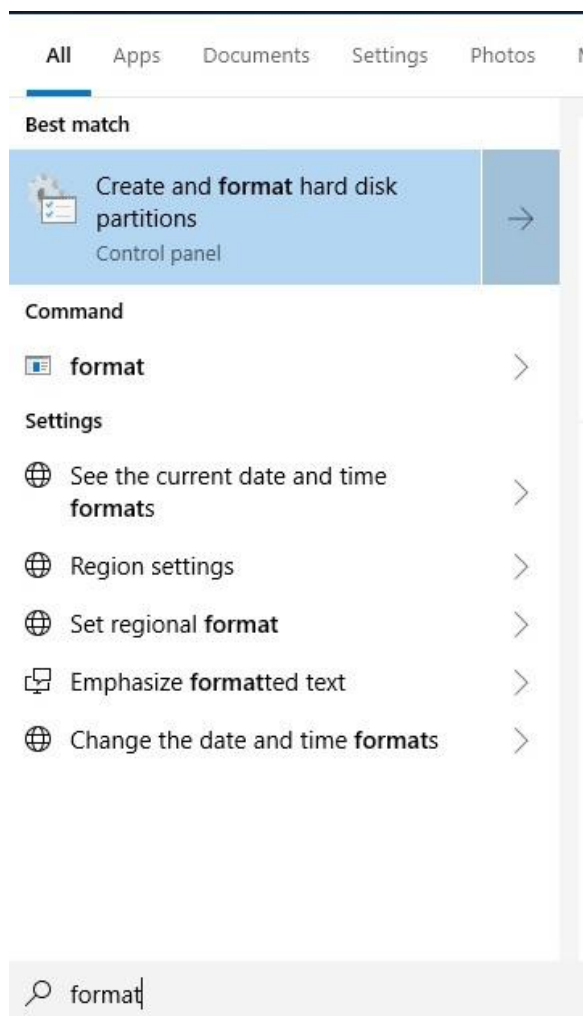 All Apps Documents Settings Photos
Best match
Create and format hard disk
partitions
Control panel
Command
format
Settings
See the current date and time
formats
Region settings
Set regional format
Emphasize formatted text
Change the date and time formats
format